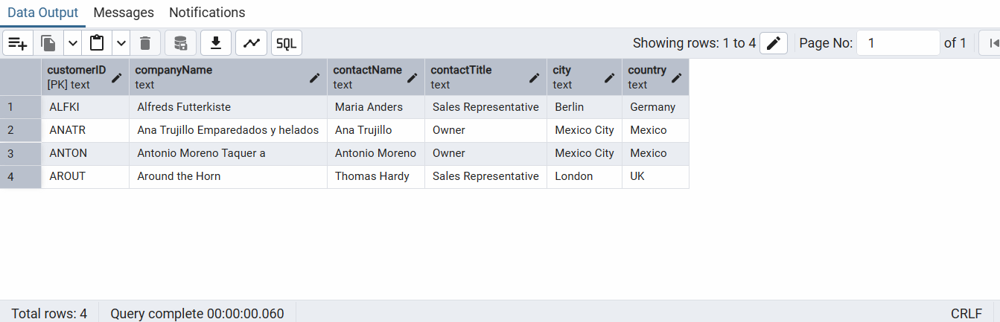 Data Output Messages Notifications
SQL Showing rows: 1 to 4 Page No: 1 of 1
customerID companyName contactName contactTitle city country
[PK] text text text text text text
1 ALFKI Alfreds Futterkiste Maria Anders Sales Representative Berlin Germany
2 ANATR Ana Trujillo Emparedados y helados Ana Trujillo Owner Mexico City Mexico
3 ANTON Antonio Moreno Taquer a Antonio Moreno Owner Mexico City Mexico
4 AROUT Around the Horn Thomas Hardy Sales Representative London UK
Total rows: 4 Query complete 00:00:00.060 CRLF